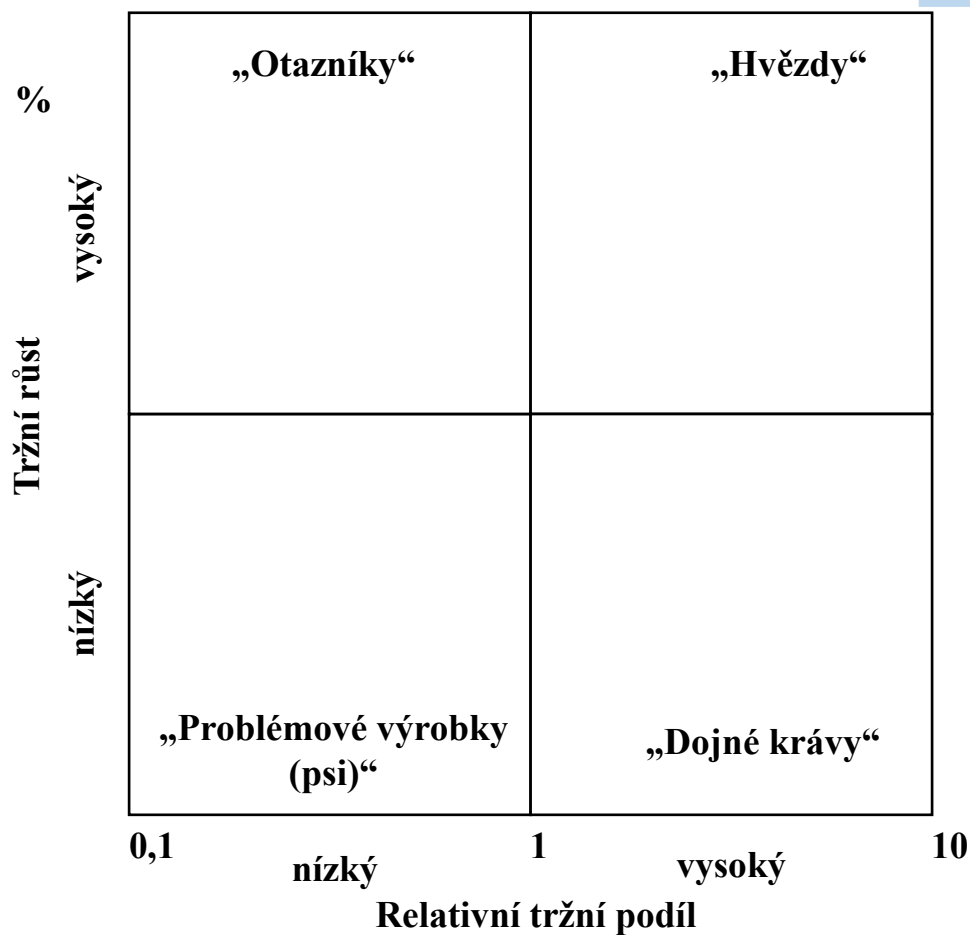 „Otazníky“
„Hvězdy“
%
vysoký
Tržní růst
nízký
„Problémové výrobky
(psi)“
„Dojné krávy“
0,1
1
10
nízký
vysoký
Relativní tržní podíl